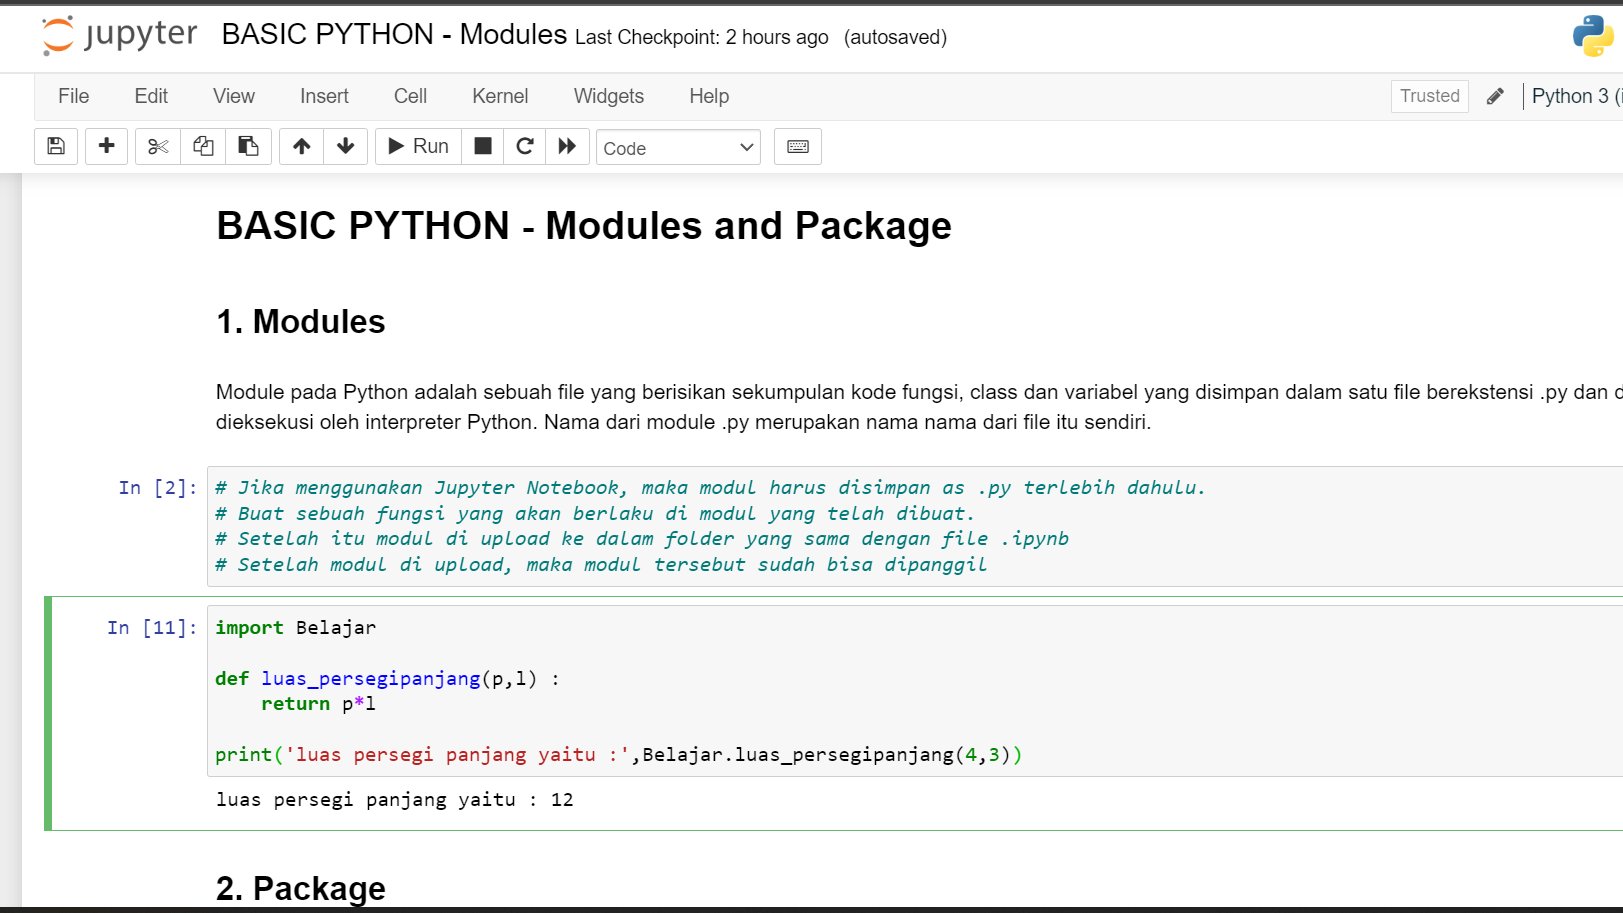 jupyter BASIC PYTHON - Modules Last Checkpoint: 2 hours ago (autosaved)
File Edit View Insert Cell Kernel Widgets Help Trusted Python 3 (i
Run Code
BASIC PYTHON - Modules and Package
1. Modules
Module pada Python adalah sebuah file yang berisikan sekumpulan kode fungsi, class dan variabel yang disimpan dalam satu file berekstensi .py dan d
dieksekusi oleh interpreter Python. Nama dari module .py merupakan nama nama dari file itu sendiri.
In [2]: # Jika menggunakan Jupyter Notebook, maka modul harus disimpan as .py terlebih dahulu.
# Buat sebuah fungsi yang akan berlaku di modul yang telah dibuat.
# Setelah itu modul di upload ke dalam folder yang sama dengan file .ipynb
# Setelah modul di upload, maka modul tersebut sudah bisa dipanggil
In [11]: import Belajar
def luas_persegipanjang(p,l) :
return p*l
print('luas persegi panjang yaitu :',Belajar.luas_persegipanjang(4,3))
luas persegi panjang yaitu : 12
2. Package